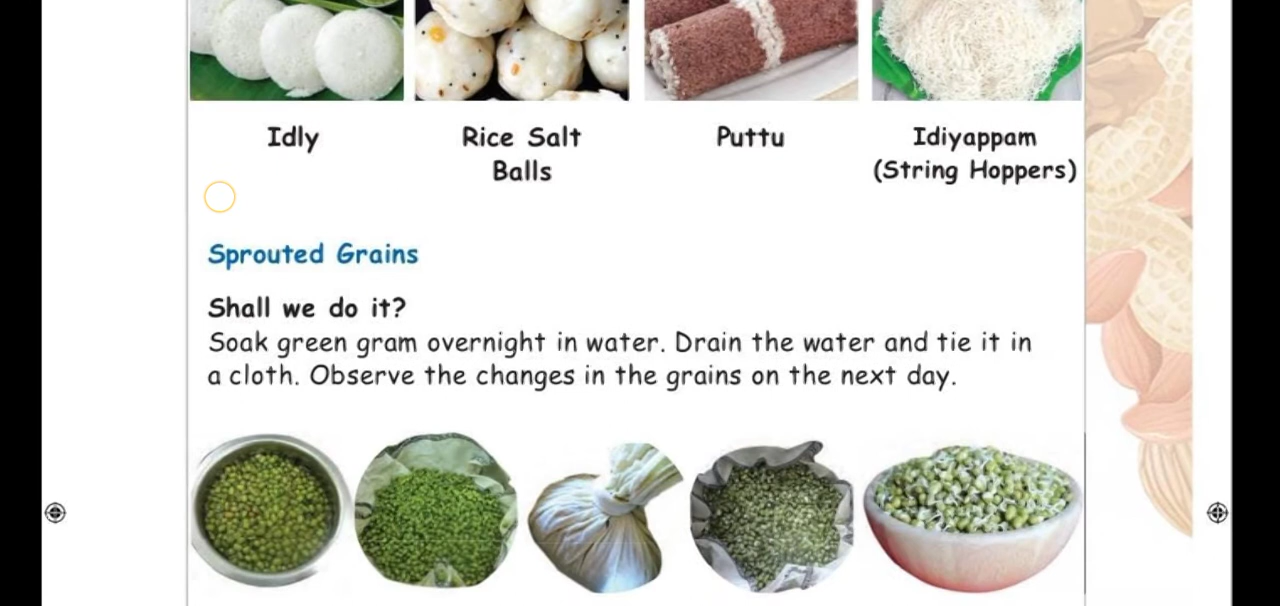 Idly
Rice Salt
Balls
Puttu
Idiyappam
(String Hoppers)
Sprouted Grains
Shall we do it?
Soak green gram overnight in water. Drain the water and tie it in
a cloth. Observe the changes in the grains on the next day.